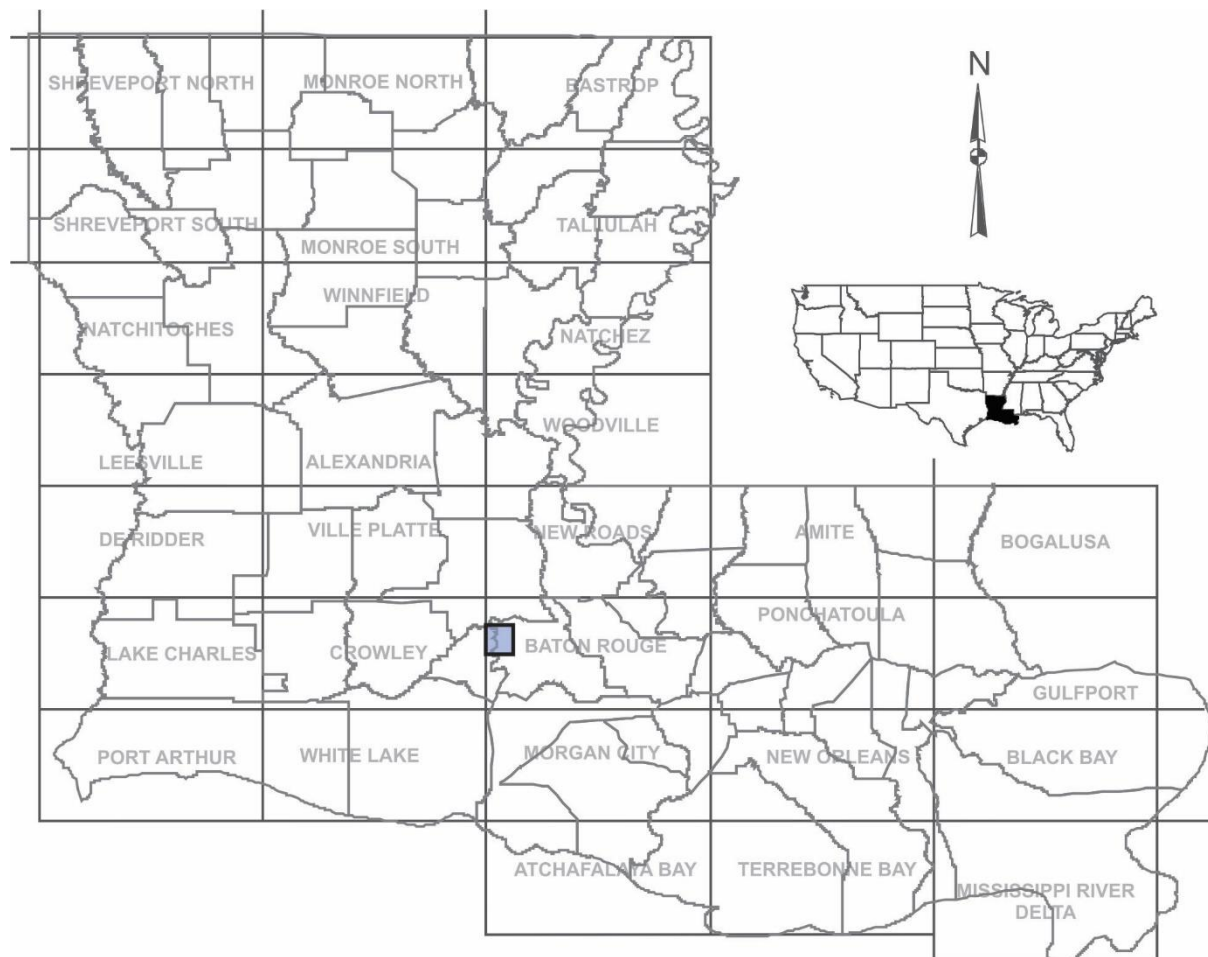 N
SHREVEPORT NORTH
MONROE NORTH
BASTROP
SHREVEPORT SOUTH
MONROE SOUTH
TALLULAH
NATCHITOCHES
WINNFIELD
NATCHEZ
LEESVILLE
ALEXANDRIA
WOODVILLE
DE RIDDER
VILLE PLATTE
NEW ROADS
AMITE
BOGALUSA
LAKE CHARLES
CROWLEY
BATON ROUGE
PONCHATOULA
GULFPORT
PORT ARTHUR
WHITE LAKE
MORGAN CITY
NEW ORLEANS
BLACK BAY
ATCHAFALAYA BAY
TERREBONNE BAY
MISSISSIPPI RIVER
DELTA